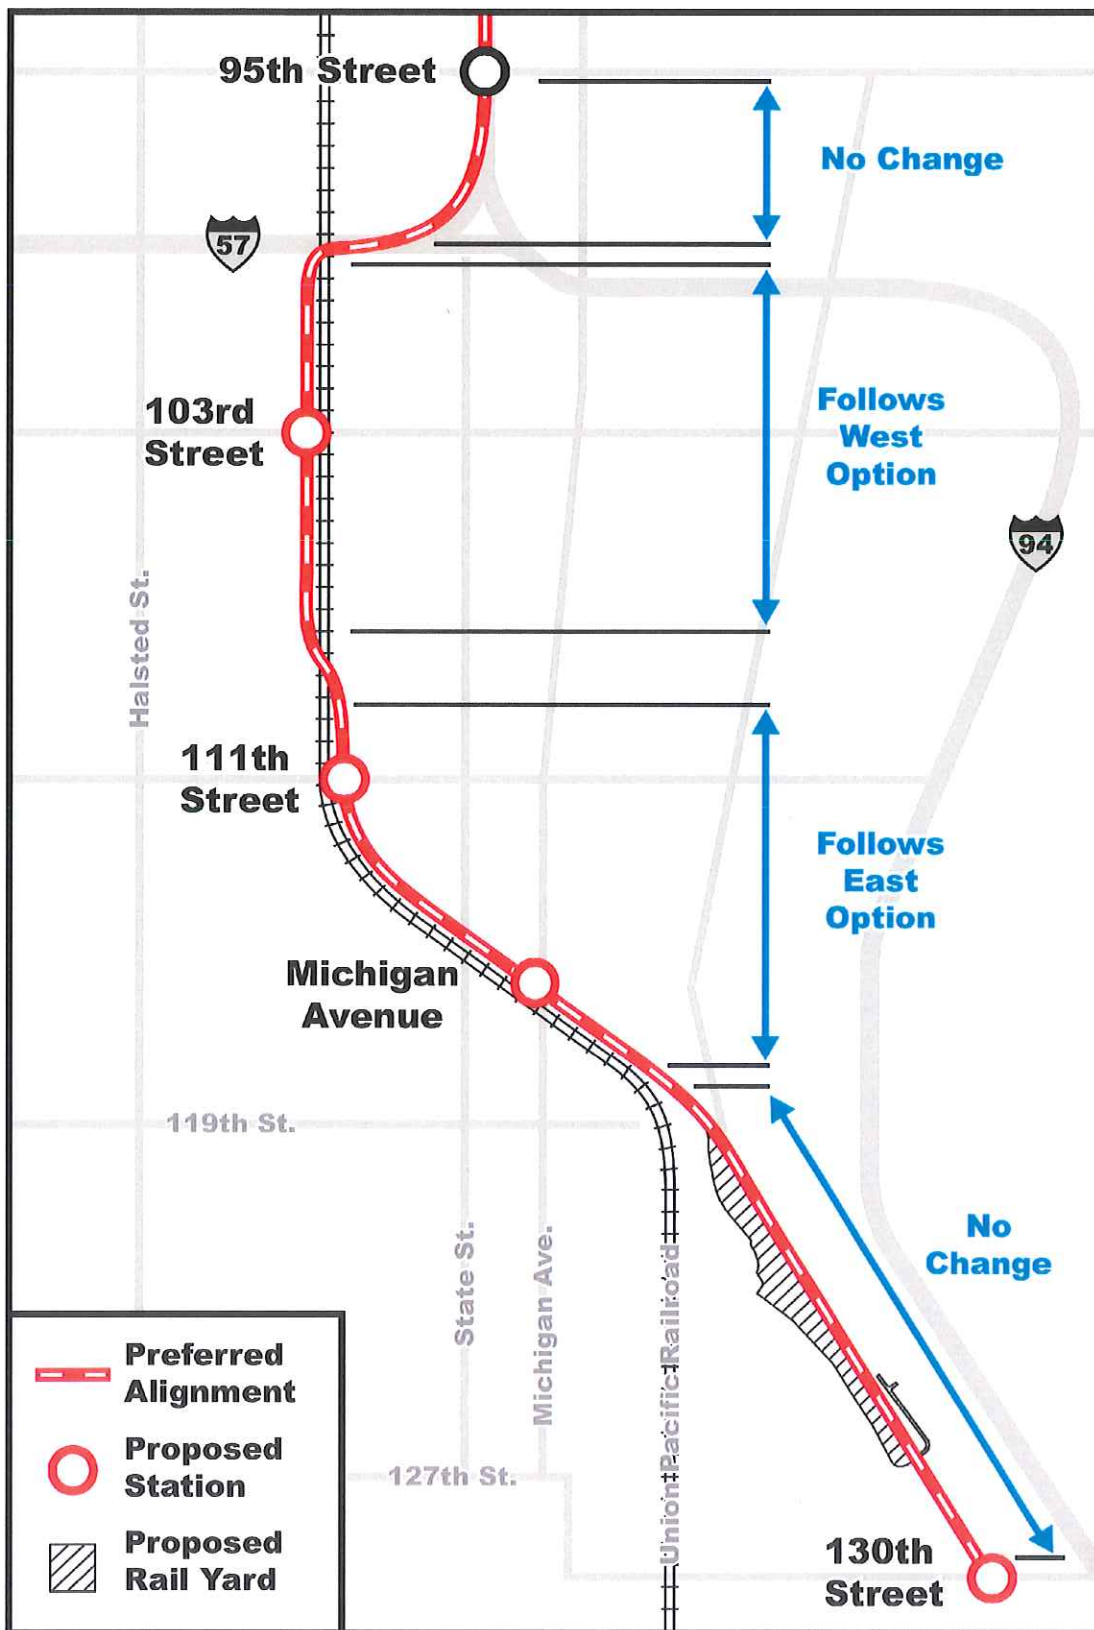 95th Street
No Change
57
103rd
Street
Follows
West
Option
94
Halsted St.
111th
Street
Follows
East
Option
Michigan
Avenue
119th St.
State St.
Michigan Ave.
Union Pacific Railroad
No
Change
Preferred
Alignment
Proposed
Station
Proposed
Rail Yard
127th St.
130th
Street